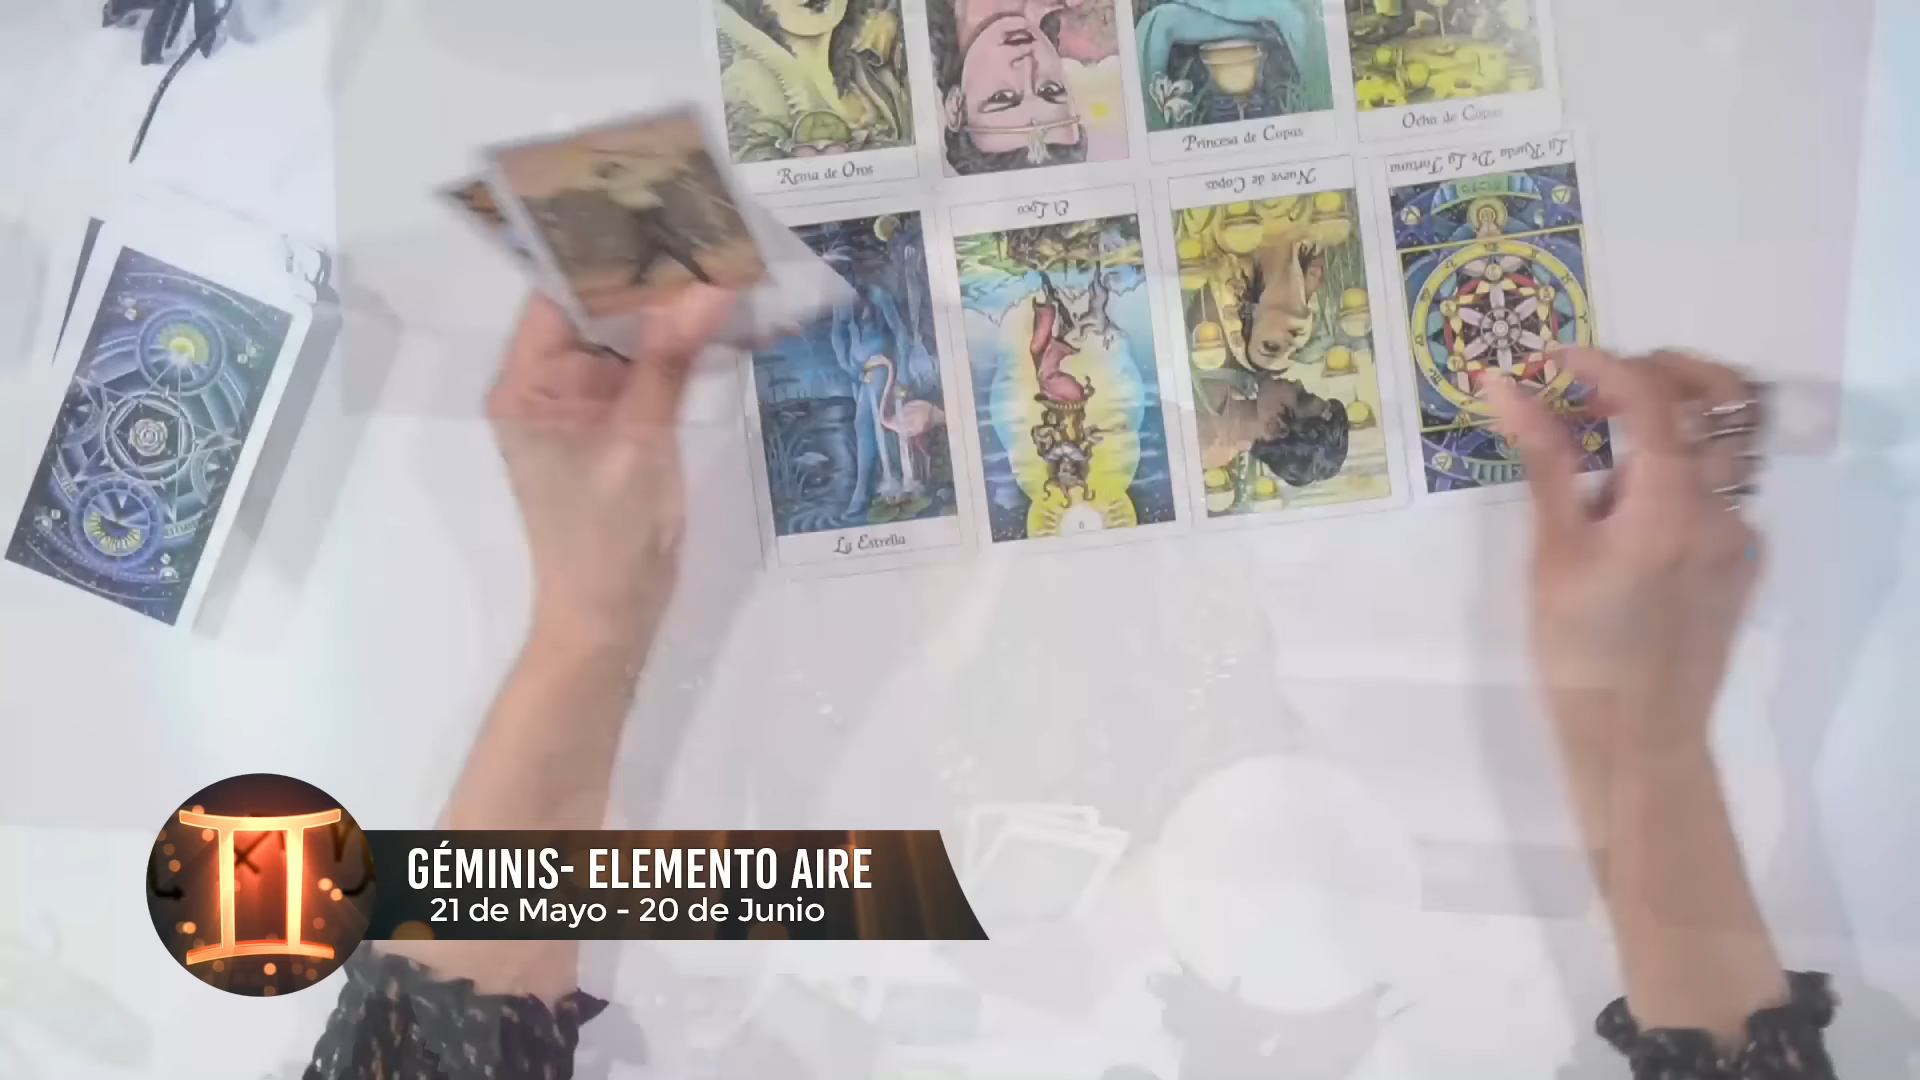 Reina de Oros
Princesa de Copas
Ocho de Copas
El Loco
Nueve de Copas
La Rueda De La Fortuna
La Estrella
GÉMINIS- ELEMENTO AIRE
21 de Mayo - 20 de Junio